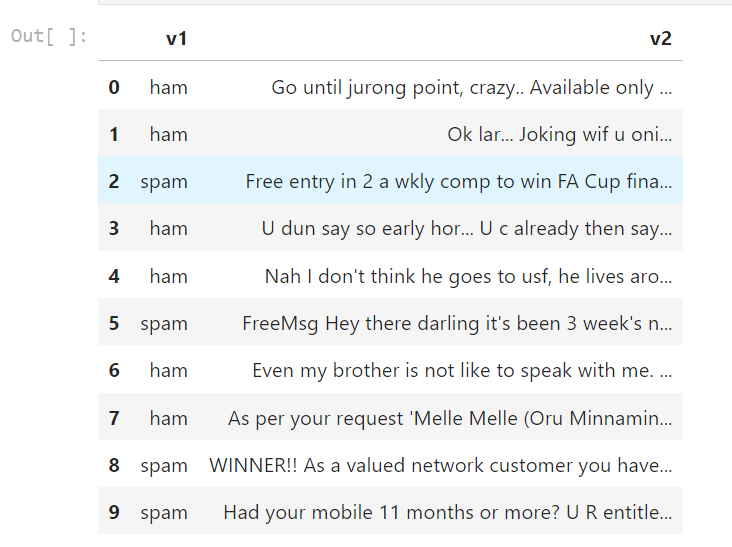 Out[ ]:
v1 v2
0 ham Go until jurong point, crazy.. Available only ...
1 ham Ok lar... Joking wif u oni...
2 spam Free entry in 2 a wkly comp to win FA Cup fina...
3 ham U dun say so early hor... U c already then say...
4 ham Nah I don't think he goes to usf, he lives aro...
5 spam FreeMsg Hey there darling it's been 3 week's n...
6 ham Even my brother is not like to speak with me. ...
7 ham As per your request 'Melle Melle (Oru Minnamin...
8 spam WINNER!! As a valued network customer you have...
9 spam Had your mobile 11 months or more? U R entitle...